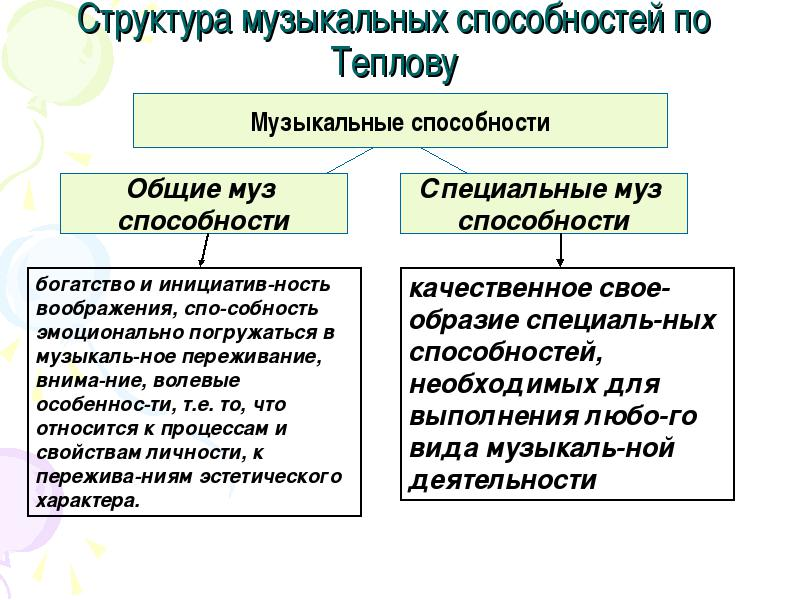 Структура музыкальных способностей по
Теплову
Музыкальные способности
Общие муз
способности
Специальные муз
способности
богатство и инициатив-ность
воображения, спо-собность
эмоционально погружаться в
музыкаль-ное переживание,
внима-ние, волевые
особеннос-ти, т.е. то, что
относится к процессам и
свойствам личности, к
пережива-ниям эстетического
характера.
качественное свое-
образие специаль-ных
способностей,
необходимых для
выполнения любо-го
вида музыкаль-ной
деятельности